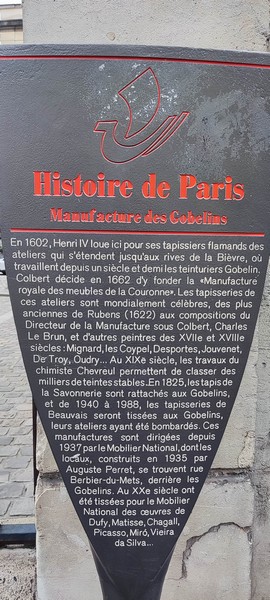 Histoire de Paris
Manufacture des Gobelins
En 1602, Henri IV loue ici pour ses tapissiers flamands des
ateliers qui s'étendent jusqu'aux rives de la Bièvre, où
travaillent depuis un siècle et demi les teinturiers Gobelin.
Colbert décide en 1662 d'y fonder la «Manufacture
royale des meubles de la Couronne». Les tapisseries de
ces ateliers sont mondialement célèbres, des plus
anciennes de Rubens (1622) aux compositions du
Directeur de la Manufacture sous Colbert, Charles
Le Brun, et d'autres peintres des XVIIe et XVIIIe
siècles: Mignard, les Coypel, Desportes, Jouvenet,
De Troy, Oudry... Au XIXe siècle, les travaux du
chimiste Chevreul permettent de classer des
milliers de teintes stables. En 1825, les tapis de
la Savonnerie sont rattachés aux Gobelins,
et de 1940 à 1988, les tapisseries de
Beauvais seront tissées aux Gobelins,
leurs ateliers ayant été bombardés. Ces
manufactures sont dirigées depuis
1937 par le Mobilier National, dont les
locaux, construits en 1935 par
Auguste Perret, se trouvent rue
Berbier-du-Mets, derrière les
Gobelins. Au XXe siècle ont
été tissées pour le Mobilier
National des œuvres de
Dufy, Matisse, Chagall,
Picasso, Miró, Vieira
da Silva...